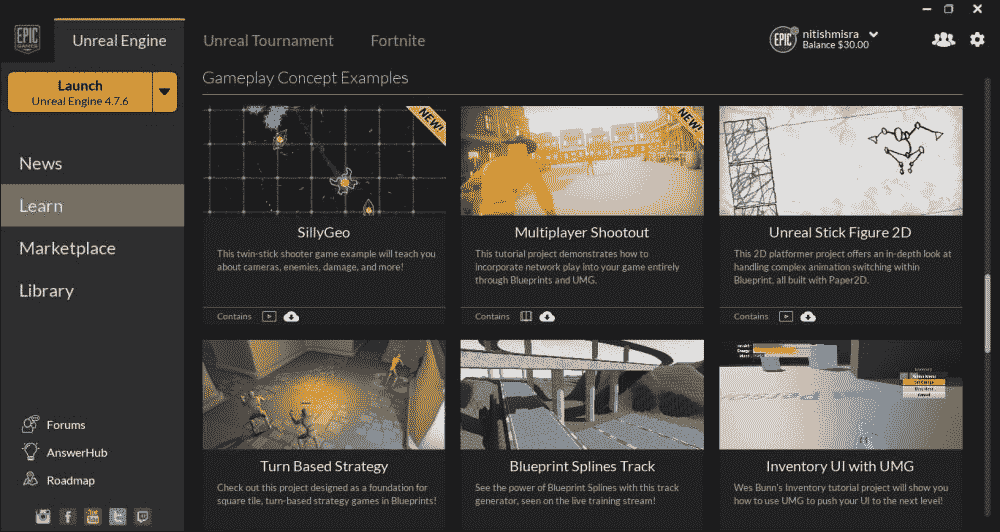 EPIC GAMES
Unreal Engine
Unreal Tournament
Fortnite
EPIC
nitishmisra
Balance $30.00
Launch
Unreal Engine 4.7.6
News
Learn
Marketplace
Library
Forums
AnswerHub
Roadmap
Gameplay Concept Examples
NEW!
SillyGeo
This twin-stick shooter game example will teach you
about cameras, enemies, damage, and more!
Contains
NEW!
Multiplayer Shootout
This tutorial project demonstrates how to
incorporate network play into your game entirely
through Blueprints and UMG.
Contains
Unreal Stick Figure 2D
This 2D platformer project offers an in-depth look at
handling complex animation switching within
Blueprint, all built with Paper2D.
Contains
Turn Based Strategy
Check out this project designed as a foundation for
square tile, turn-based strategy games in Blueprints!
Blueprint Splines Track
See the power of Blueprint Splines with this track
generator, seen on the live training stream!
Inventory UI with UMG
Wes Bunn's Inventory tutorial project will show you
how to use UMG to push your UI to the next level!